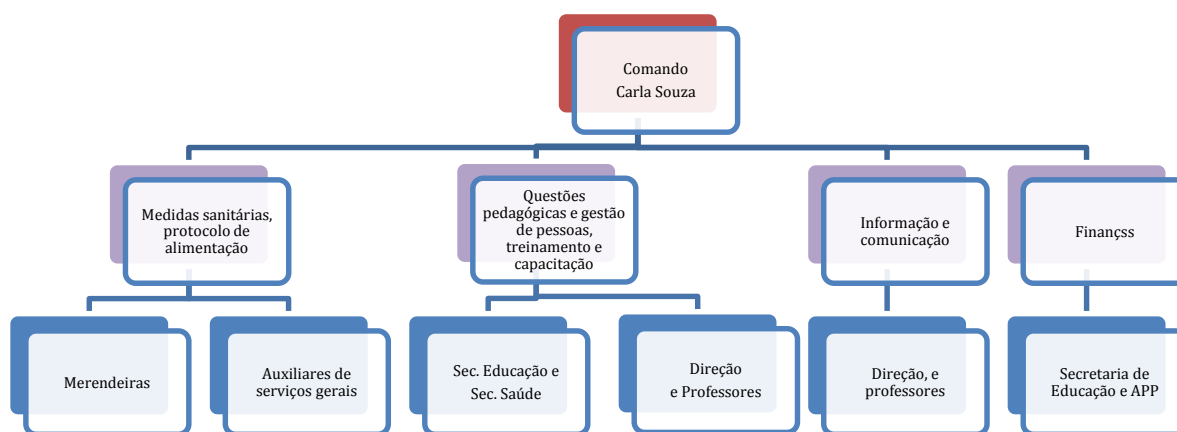 Comando
Carla Souza
Medidas sanitárias,
protocolo de
alimentação
Questões
pedagógicas e gestão
de pessoas,
treinamento e
capacitação
Informação e
comunicação
Finançss
Merendeiras
Auxiliares de
serviços gerais
Sec. Educação e
Sec. Saúde
Direção
e Professores
Direção, e
professores
Secretaria de
Educação e APP